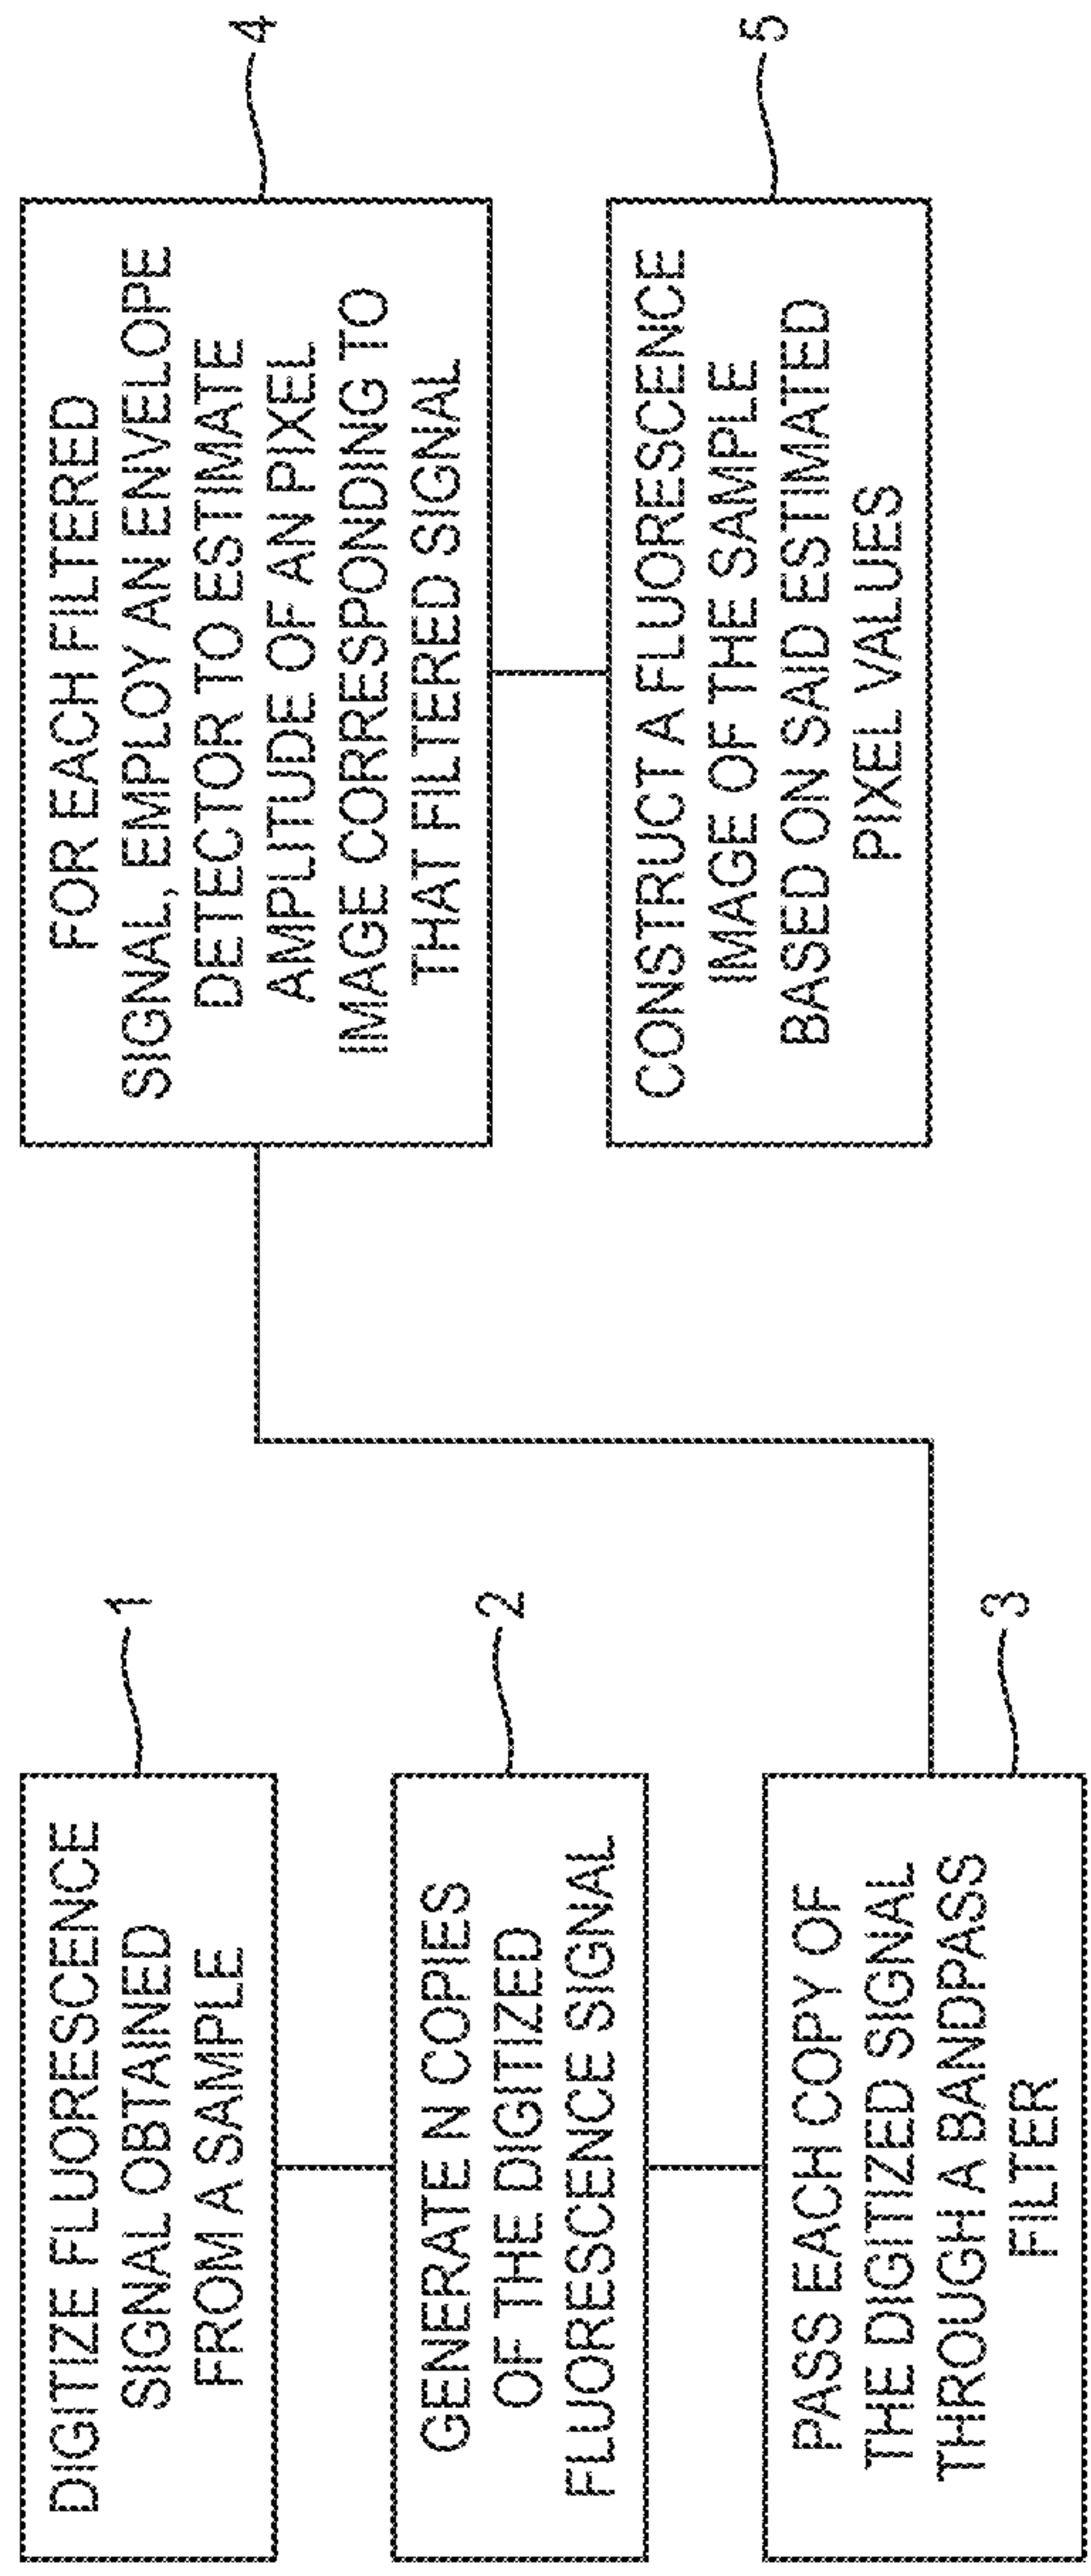 DIGITIZE FLUORESCENCE
SIGNAL OBTAINED
FROM A SAMPLE
1
GENERATE N COPIES
OF THE DIGITIZED
FLUORESCENCE SIGNAL
2
PASS EACH COPY OF
THE DIGITIZED SIGNAL
THROUGH A BANDPASS
FILTER
3
FOR EACH FILTERED
SIGNAL, EMPLOY AN ENVELOPE
DETECTOR TO ESTIMATE
AMPLITUDE OF AN PIXEL
IMAGE CORRESPONDING TO
THAT FILTERED SIGNAL
4
CONSTRUCT A FLUORESCENCE
IMAGE OF THE SAMPLE
BASED ON SAID ESTIMATED
PIXEL VALUES
5